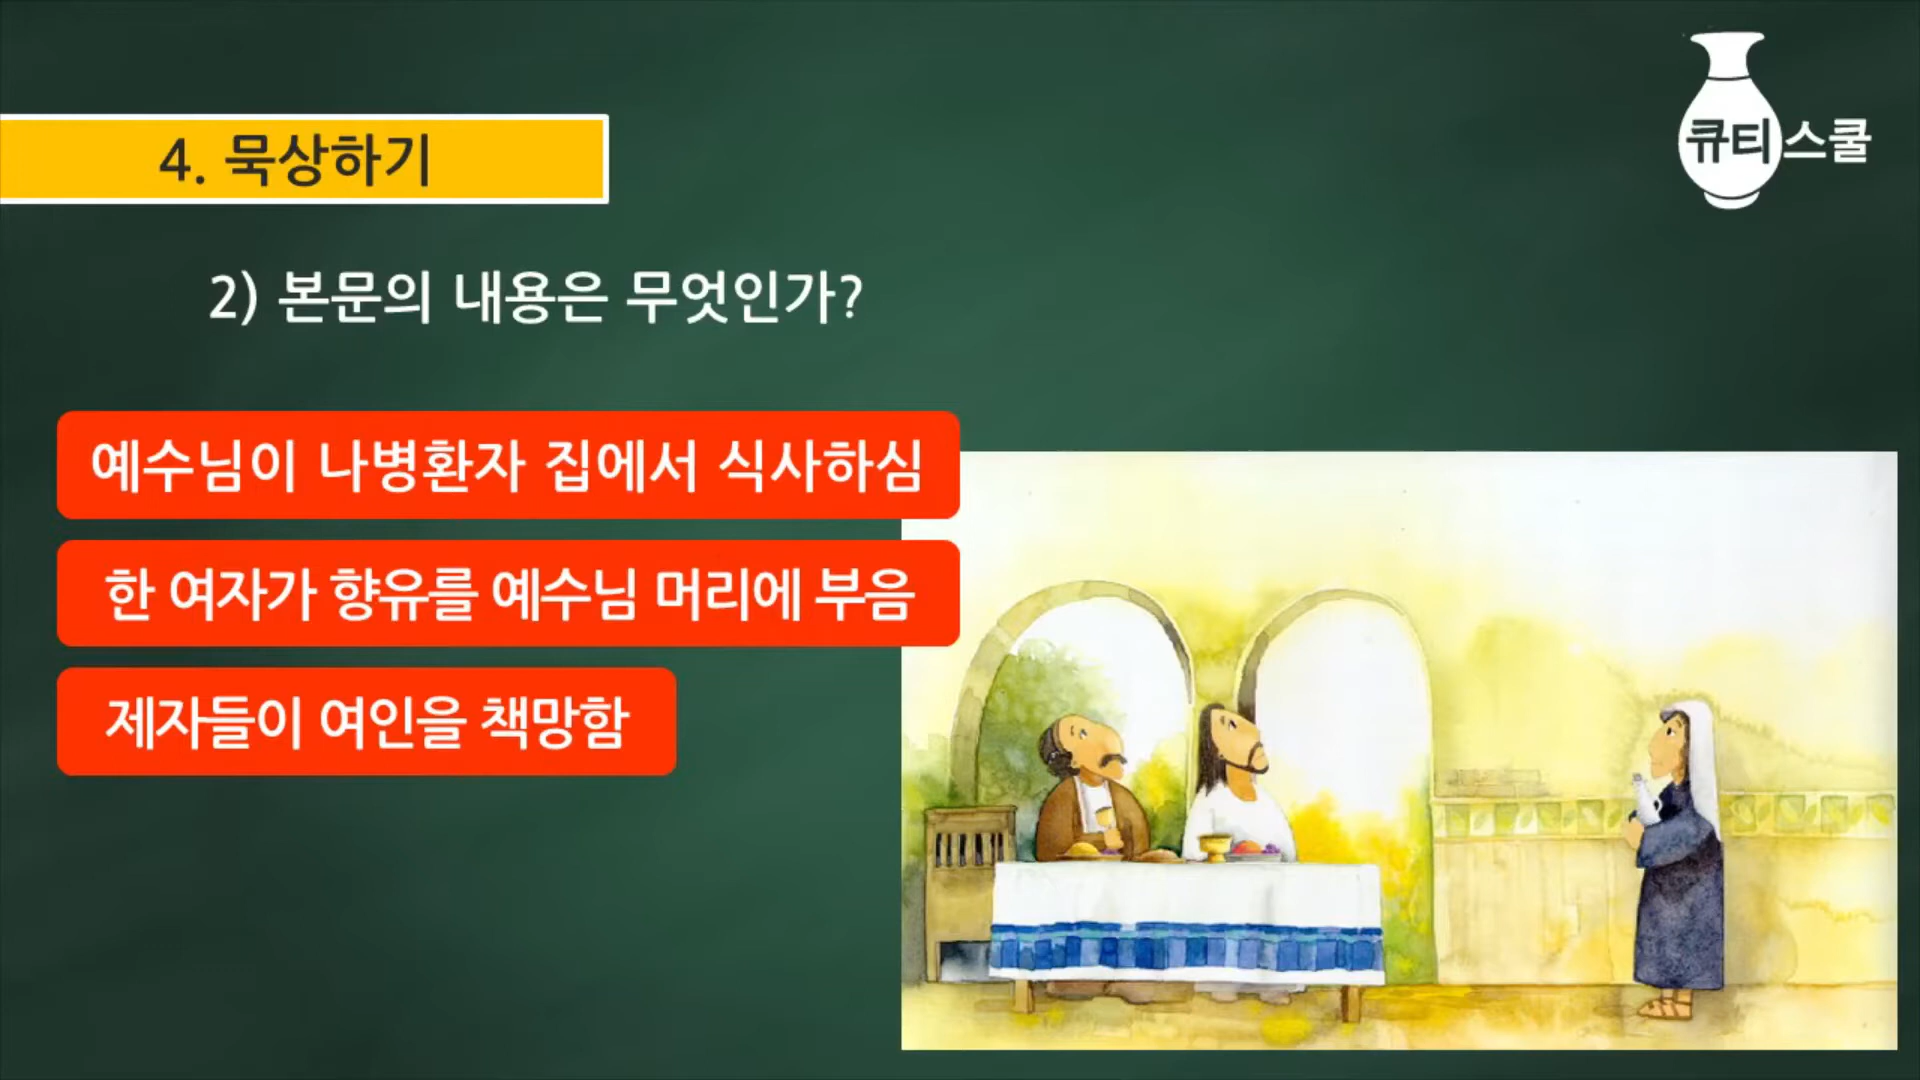 큐티스쿨
4. 묵상하기
2) 본문의 내용은 무엇인가?
예수님이 나병환자 집에서 식사하심
한 여자가 향유를 예수님 머리에 부음
제자들이 여인을 책망함